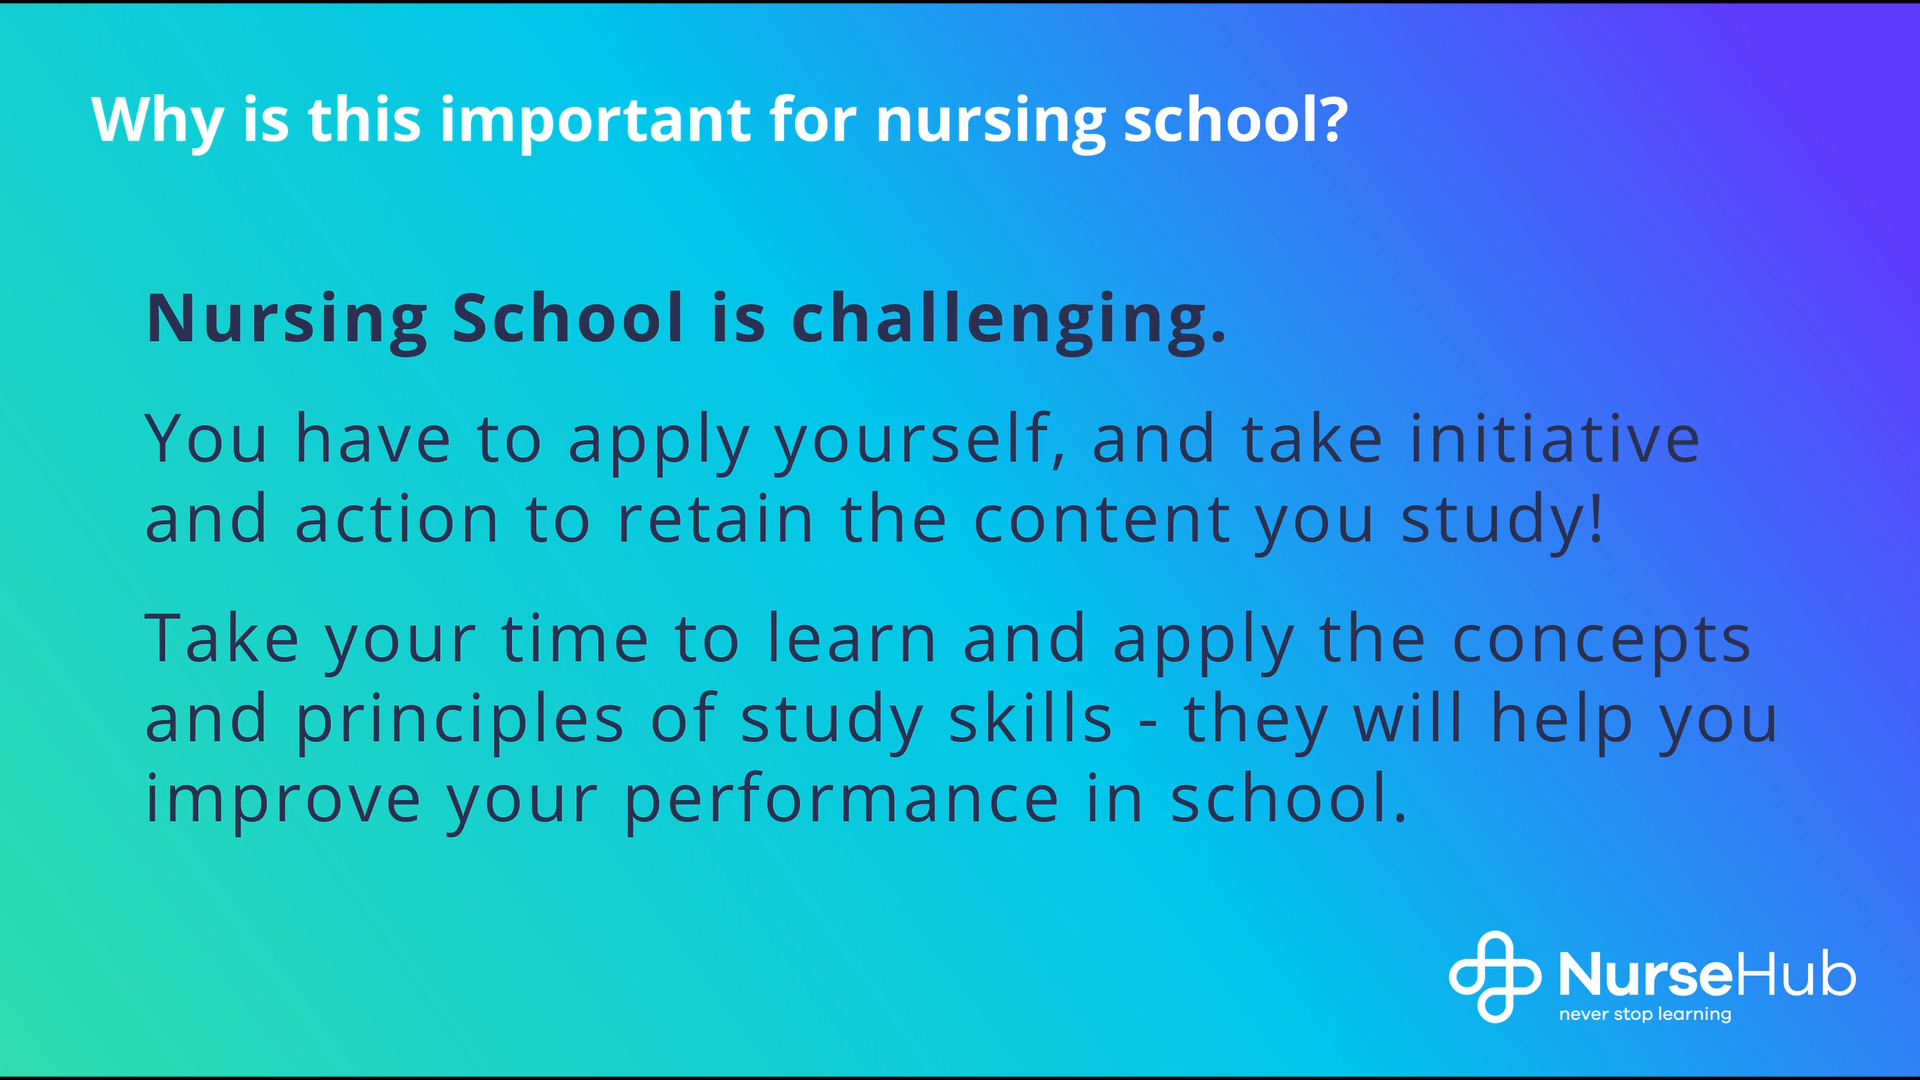 Why is this important for nursing school?
Nursing School is challenging.
You have to apply yourself, and take initiative
and action to retain the content you study!
Take your time to learn and apply the concepts
and principles of study skills - they will help you
improve your performance in school.
NurseHub
never stop learning